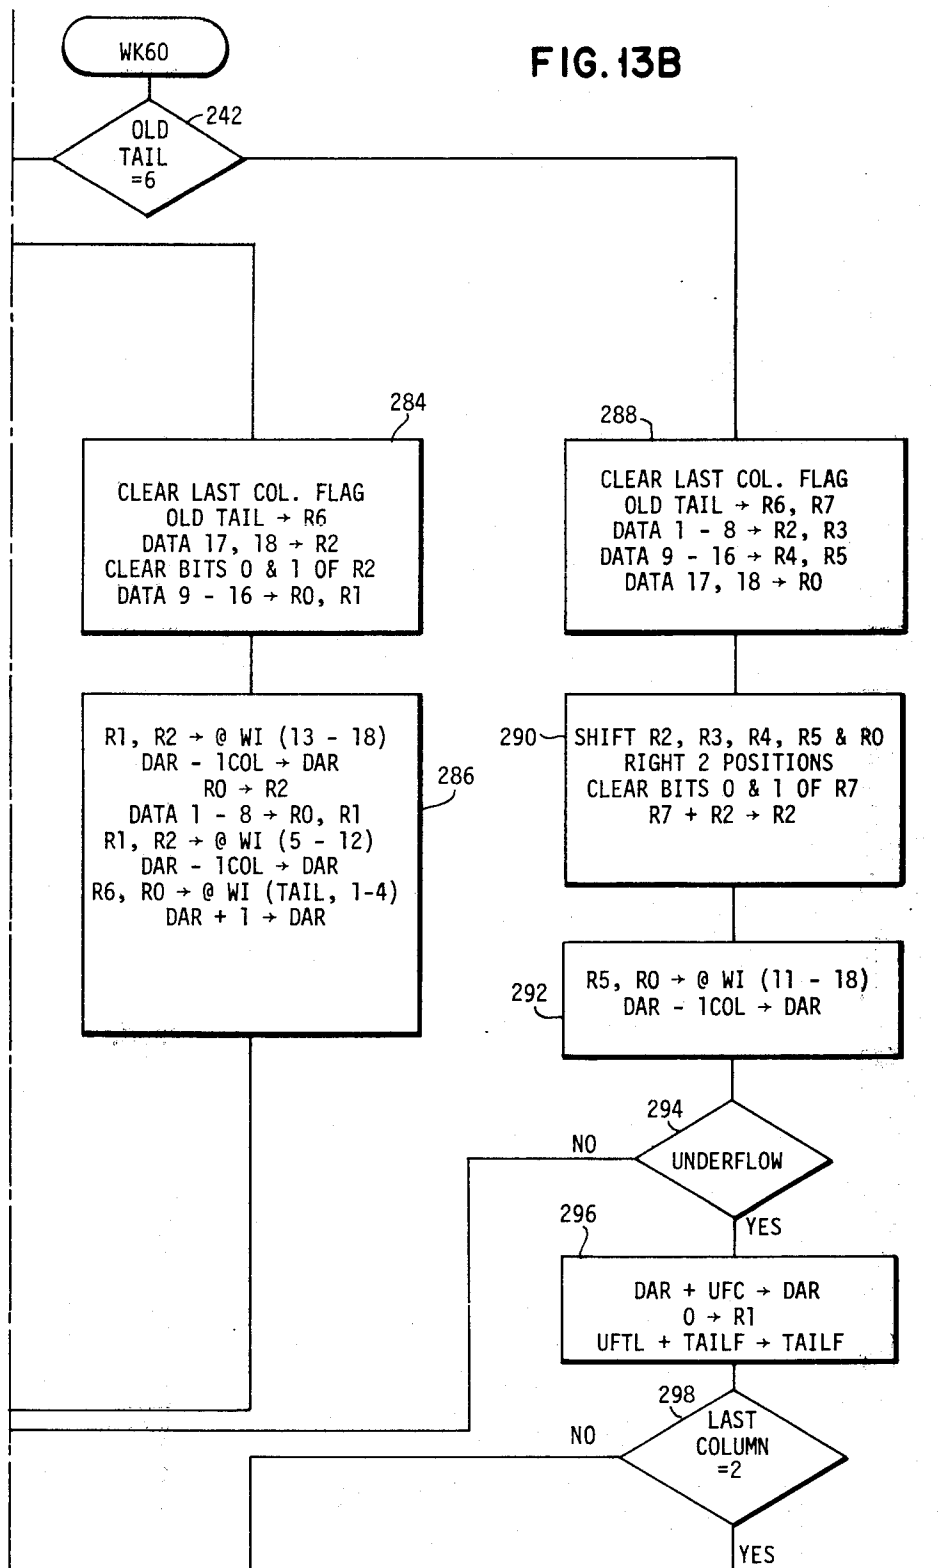 WK60
FIG. 13B
242
OLD
TAIL
=6
284
CLEAR LAST COL. FLAG
OLD TAIL → R6
DATA 17, 18 → R2
CLEAR BITS 0 & 1 OF R2
DATA 9 - 16 → R0, R1
288
CLEAR LAST COL. FLAG
OLD TAIL → R6, R7
DATA 1 - 8 → R2, R3
DATA 9 - 16 → R4, R5
DATA 17, 18 → R0
286
R1, R2 → @ WI (13 - 18)
DAR - 1COL → DAR
R0 → R2
DATA 1 - 8 → R0, R1
R1, R2 → @ WI (5 - 12)
DAR - 1COL → DAR
R6, R0 → @ WI (TAIL, 1-4)
DAR + 1 → DAR
290
SHIFT R2, R3, R4, R5 & R0
RIGHT 2 POSITIONS
CLEAR BITS 0 & 1 OF R7
R7 + R2 → R2
292
R5, R0 → @ WI (11 - 18)
DAR - 1COL → DAR
294
NO
UNDERFLOW
YES
296
DAR + UFC → DAR
0 → R1
UFTL + TAILF → TAILF
298
NO
LAST
COLUMN
=2
YES